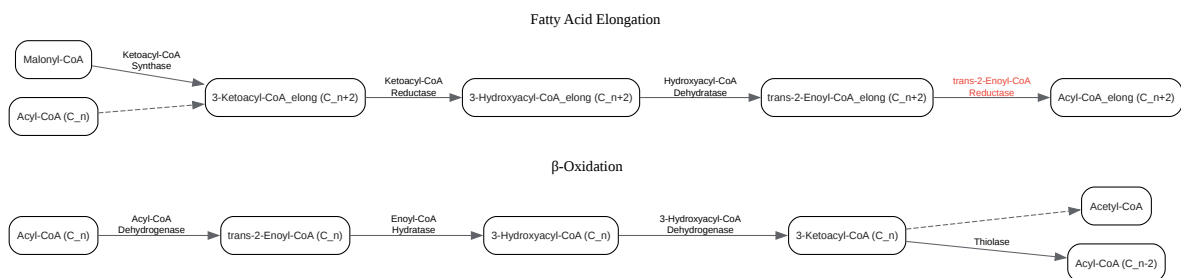 Fatty Acid Elongation
Malonyl-CoA
Ketoacyl-CoA
Synthase
Acyl-CoA (C_n)
3-Ketoacyl-CoA_elong (C_n+2)
Ketoacyl-CoA
Reductase
3-Hydroxyacyl-CoA_elong (C_n+2)
Hydroxyacyl-CoA
Dehydratase
trans-2-Enoyl-CoA_elong (C_n+2)
trans-2-Enoyl-CoA
Reductase
Acyl-CoA_elong (C_n+2)
β-Oxidation
Acyl-CoA (C_n)
Acyl-CoA
Dehydrogenase
trans-2-Enoyl-CoA (C_n)
Enoyl-CoA
Hydratase
3-Hydroxyacyl-CoA (C_n)
3-Hydroxyacyl-CoA
Dehydrogenase
3-Ketoacyl-CoA (C_n)
Acetyl-CoA
Thiolase
Acyl-CoA (C_n-2)